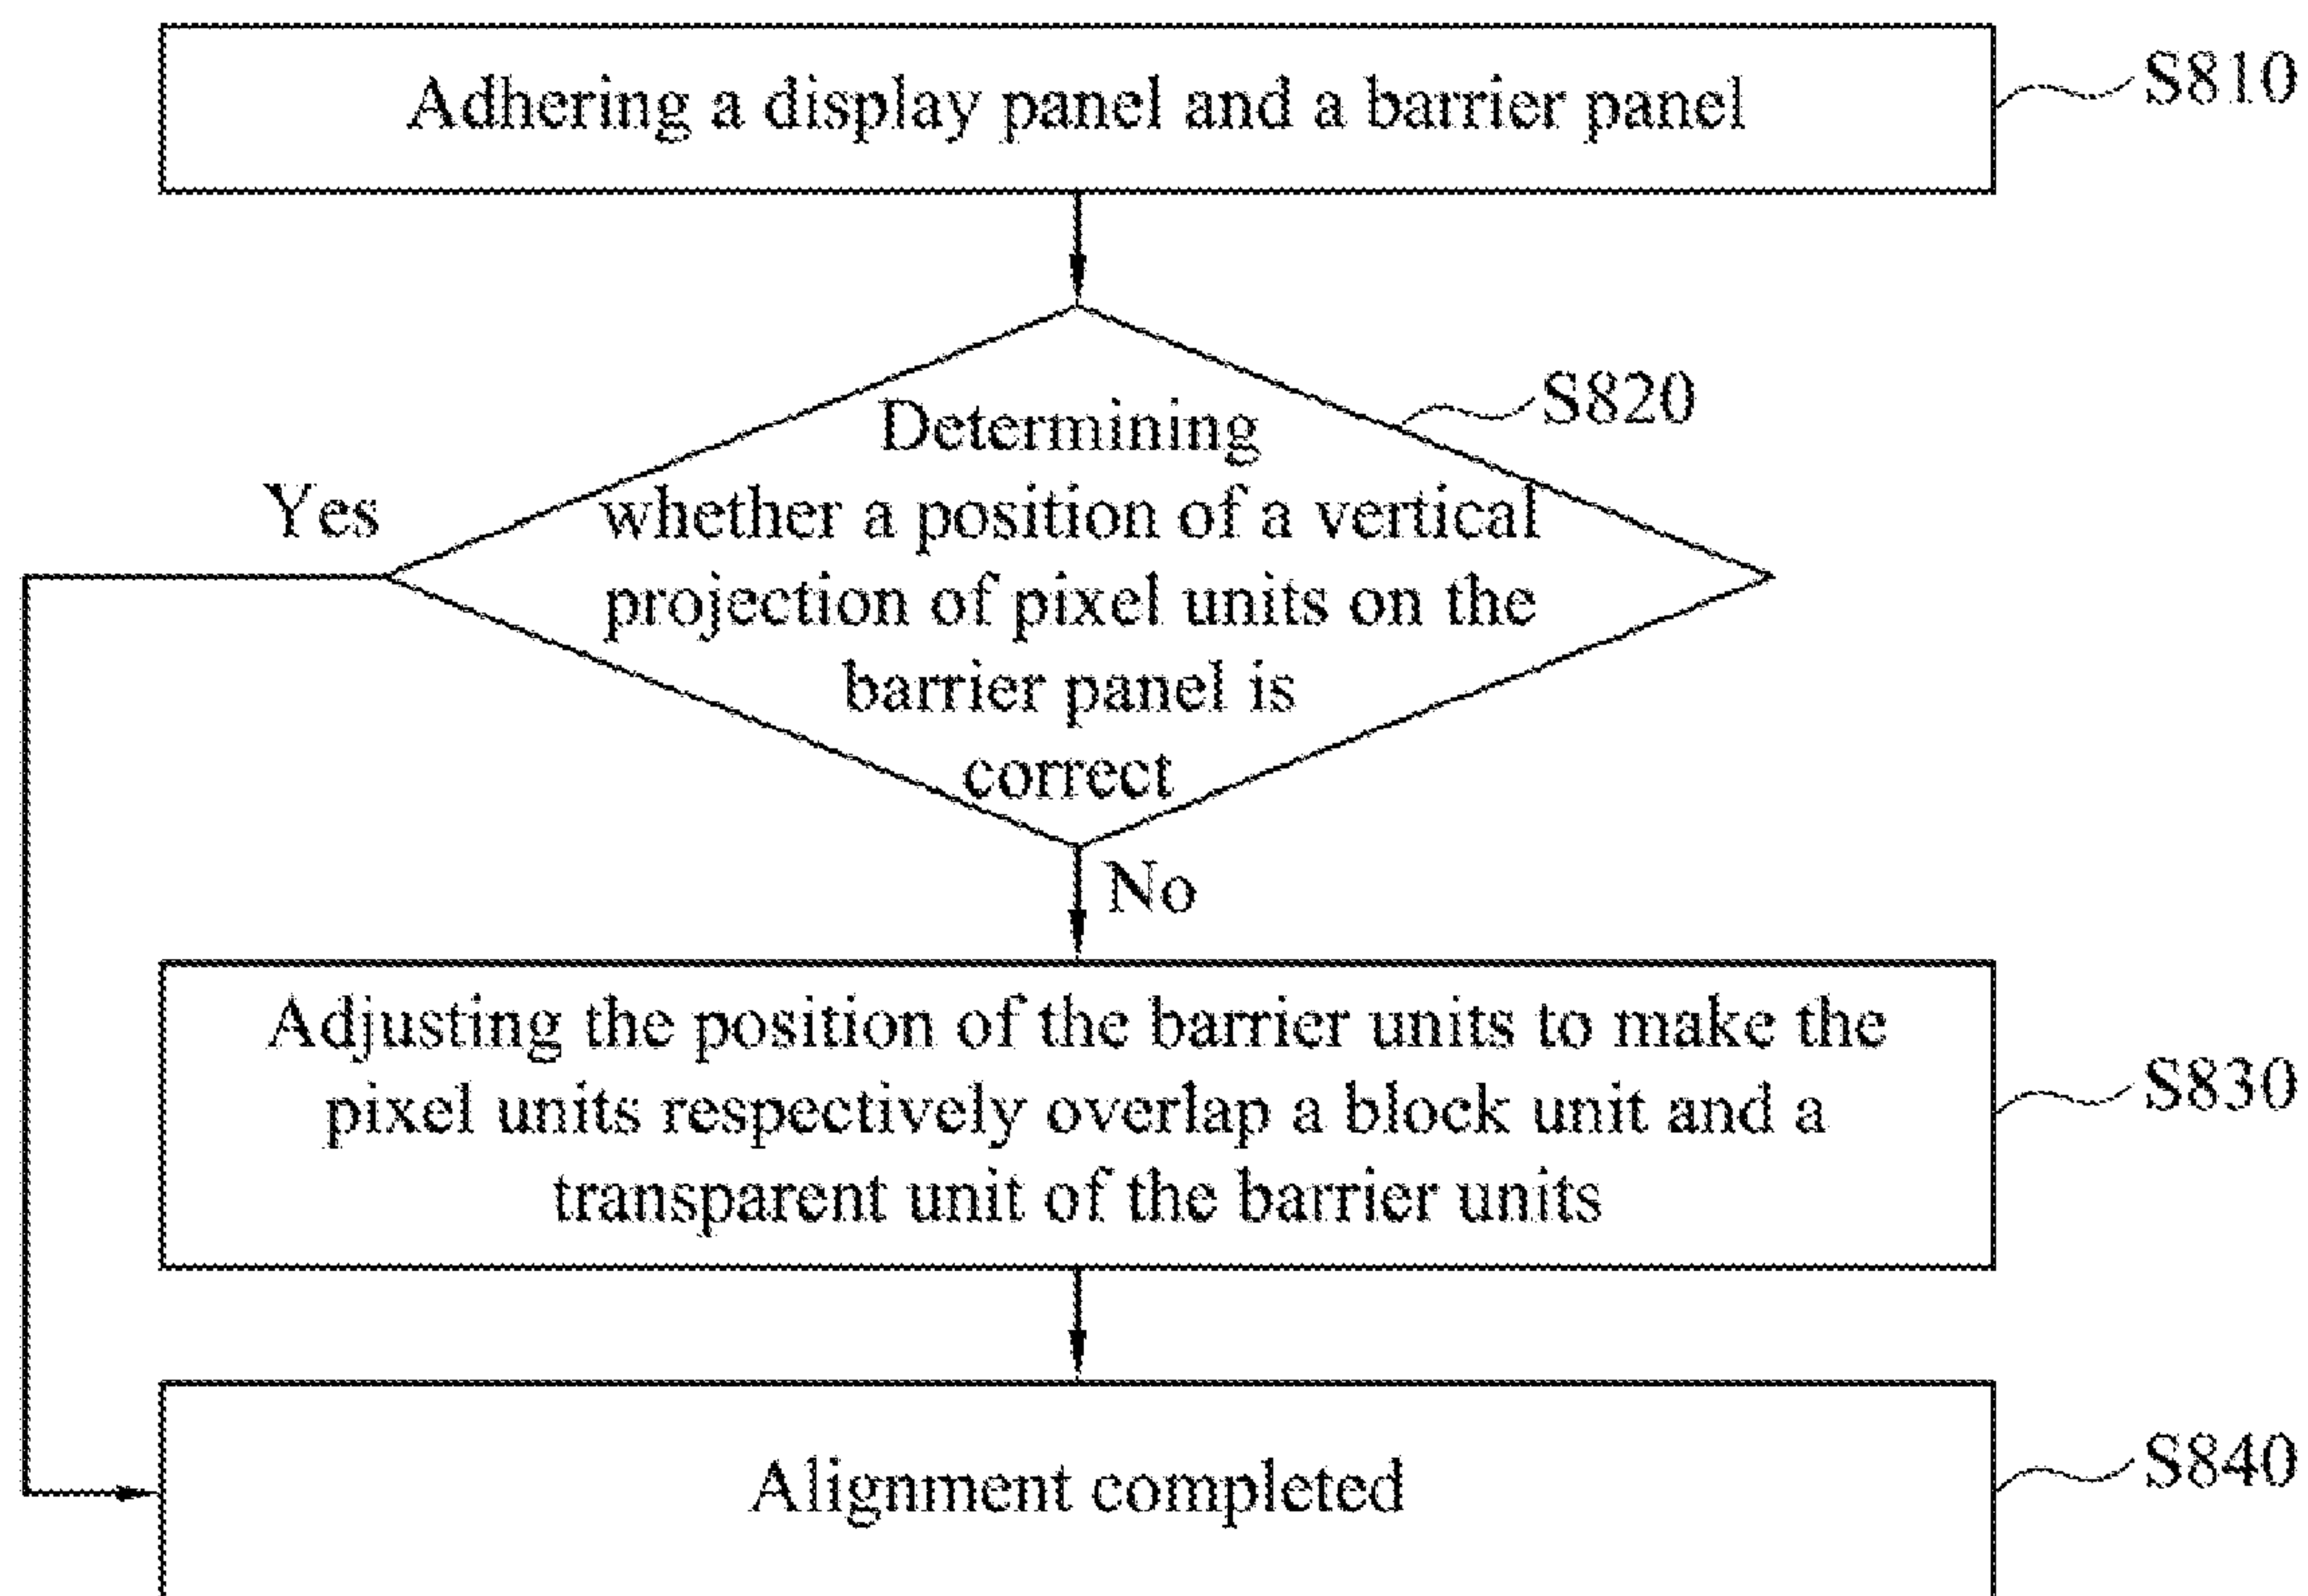 Adhering a display panel and a barrier panel
S810
S820
Determining
whether a position of a vertical
projection of pixel units on the
barrier panel is
correct
Yes
No
Adjusting the position of the barrier units to make the
pixel units respectively overlap a block unit and a
transparent unit of the barrier units
S830
Alignment completed
S840